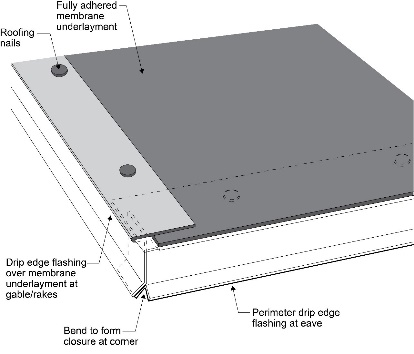 Fully adhered
membrane
underlayment
Roofing
nails
Drip edge flashing
over membrane
underlayment at
gable/rakes
Bend to form
closure at corner
Perimeter drip edge
flashing at eave